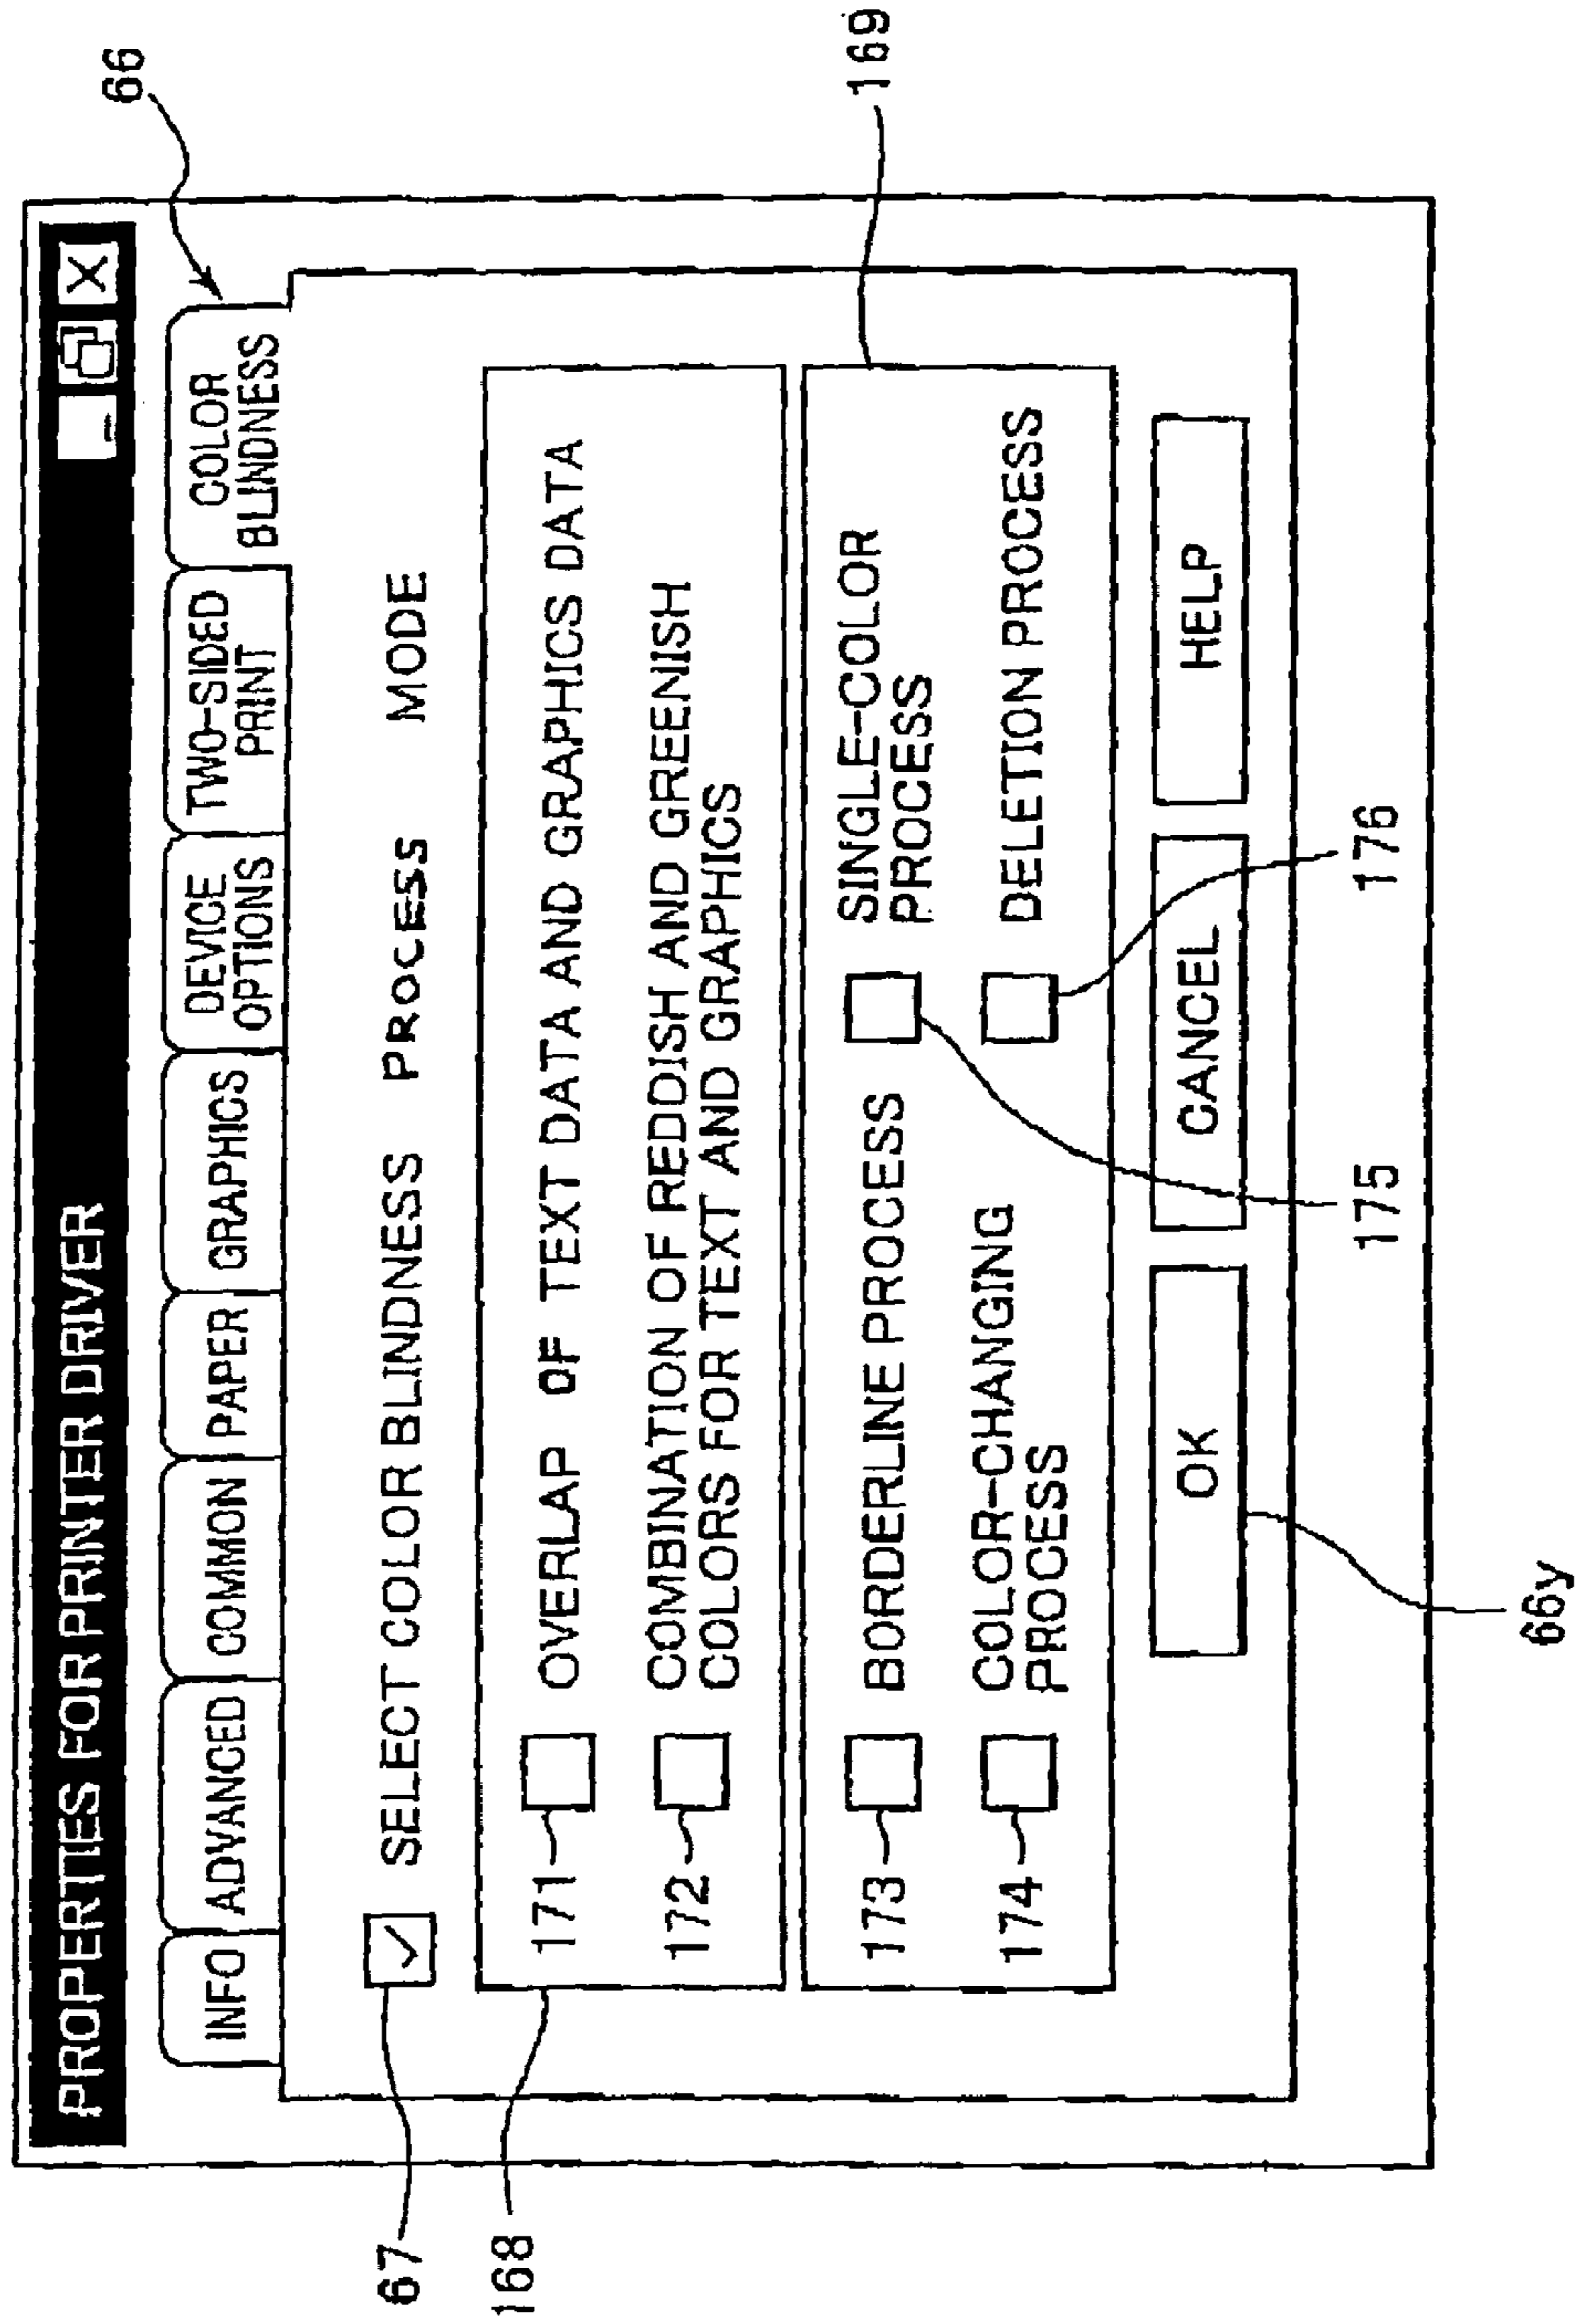 66
PROPERTIES FOR PRINTER DRIVER
INFO
ADVANCED
COMMON
PAPER
GRAPHICS
DEVICE
OPTIONS
TWO-SIDED
PRINT
COLOR
BLINDNESS
67
SELECT COLOR BLINDNESS PROCESS MODE
168
171
OVERLAP OF TEXT DATA AND GRAPHICS DATA
172
COMBINATION OF REDDISH AND GREENISH
COLORS FOR TEXT AND GRAPHICS
169
173
BORDERLINE PROCESS
SINGLE-COLOR
PROCESS
174
COLOR-CHANGING
PROCESS
DELETION PROCESS
OK
CANCEL
HELP
175
176
66y